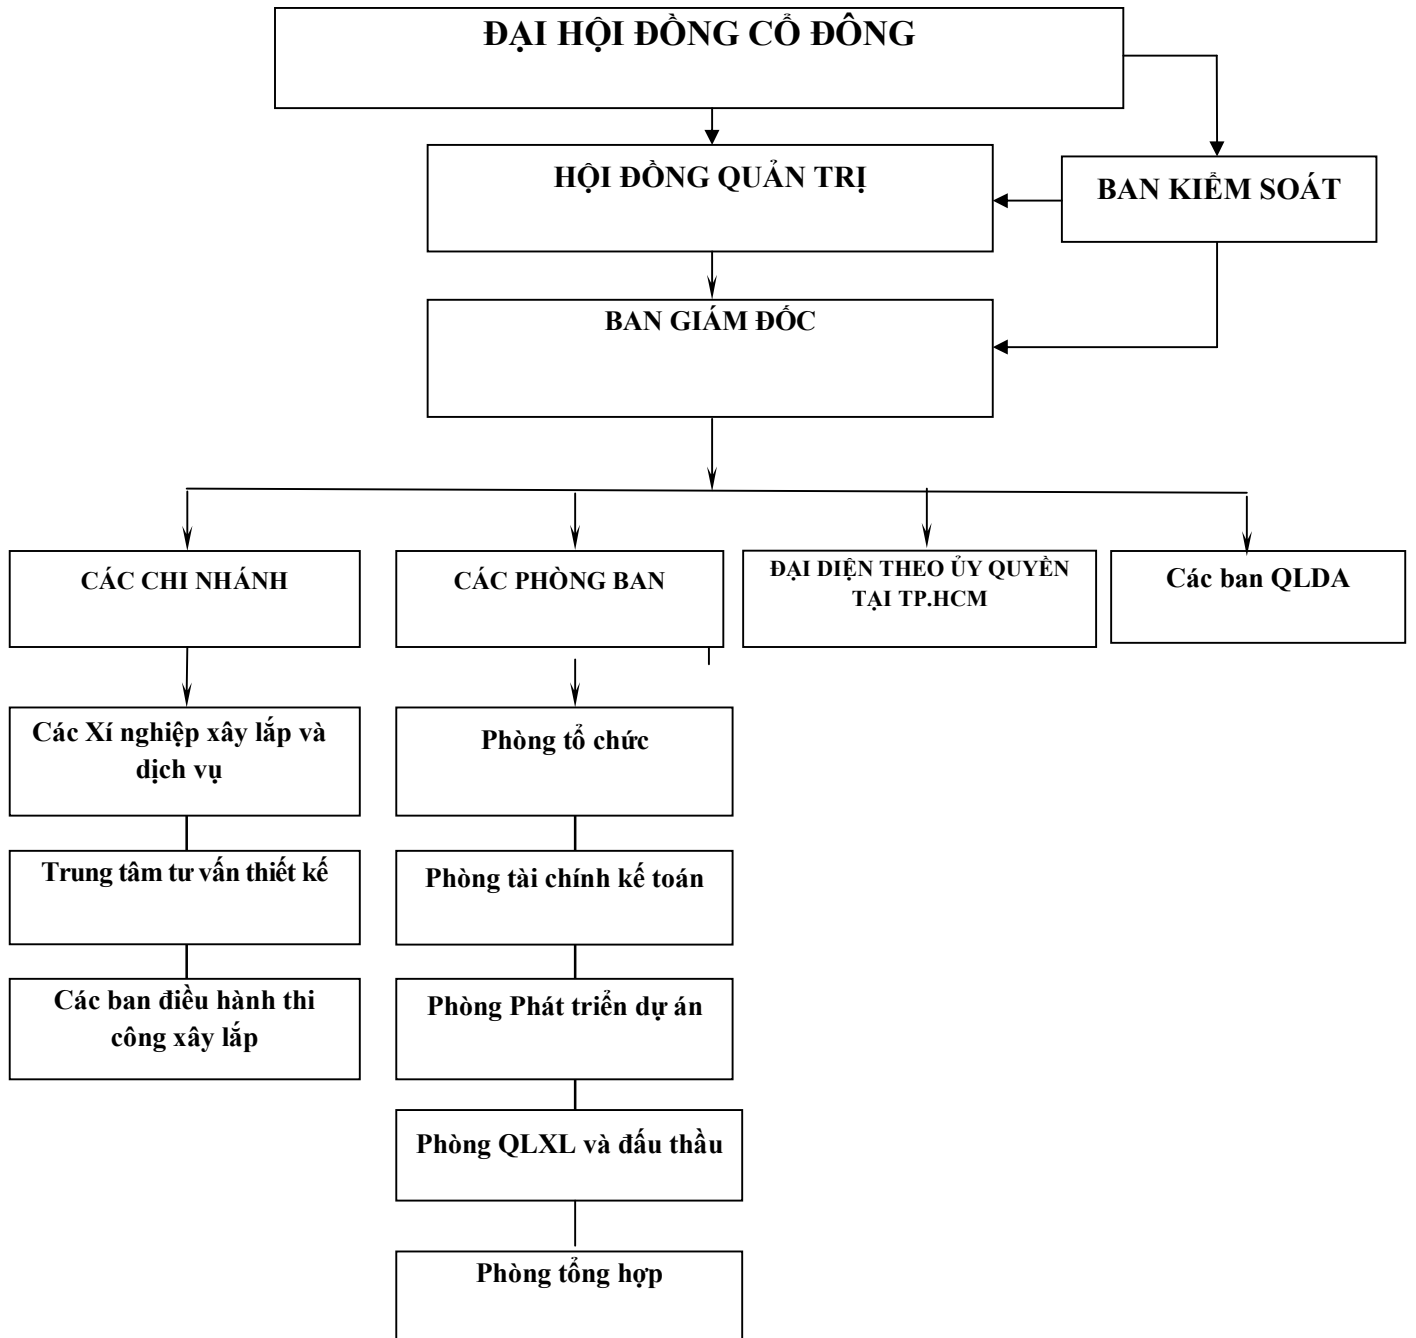 ĐẠI HỘI ĐỒNG CỔ ĐÔNG
HỘI ĐỒNG QUẢN TRỊ
BAN KIỂM SOÁT
BAN GIÁM ĐỐC
CÁC CHI NHÁNH
CÁC PHÒNG BAN
ĐẠI DIỆN THEO ỦY QUYỀN
TẠI TP.HCM
Các ban QLDA
Các Xí nghiệp xây lắp và
dịch vụ
Trung tâm tư vấn thiết kế
Các ban điều hành thi
công xây lắp
Phòng tổ chức
Phòng tài chính kế toán
Phòng Phát triển dự án
Phòng QLXL và đấu thầu
Phòng tổng hợp